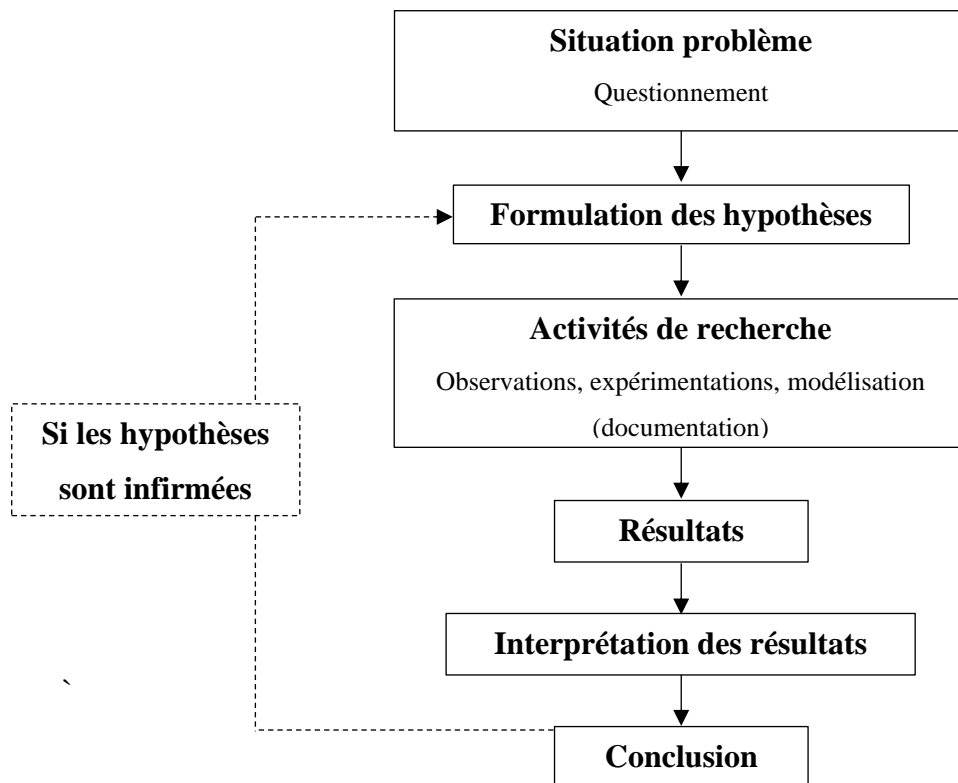 Situation problème
Questionnement
Formulation des hypothèses
Activités de recherche
Observations, expérimentations, modélisation
(documentation)
Si les hypothèses
sont infirmées
Résultats
Interprétation des résultats
`
Conclusion